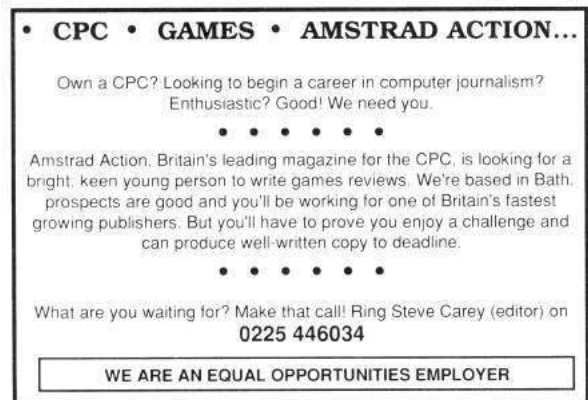 • CPC • GAMES • AMSTRAD ACTION...
Own a CPC? Looking to begin a career in computer journalism?
Enthusiastic? Good! We need you.
• • • • • •
Amstrad Action, Britain's leading magazine for the CPC, is looking for a
bright, keen young person to write games reviews. We're based in Bath,
prospects are good and you'll be working for one of Britain's fastest
growing publishers. But you'll have to prove you enjoy a challenge and
can produce well-written copy to deadline.
• • • • • •
What are you waiting for? Make that call! Ring Steve Carey (editor) on
0225 446034
WE ARE AN EQUAL OPPORTUNITIES EMPLOYER